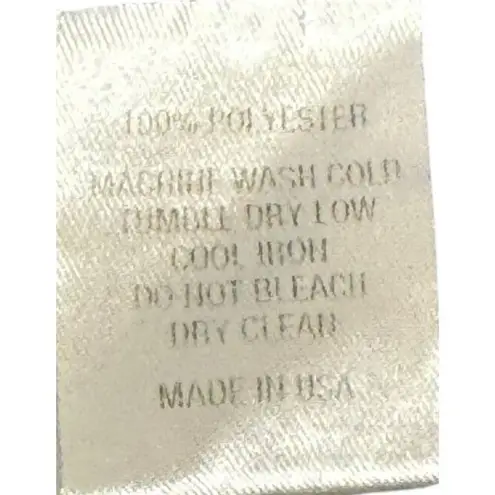 100% POLYESTER
MACHINE WASH COLD
TUMBLE DRY LOW
COOL IRON
DO NOT BLEACH
DRY CLEAN
MADE IN USA